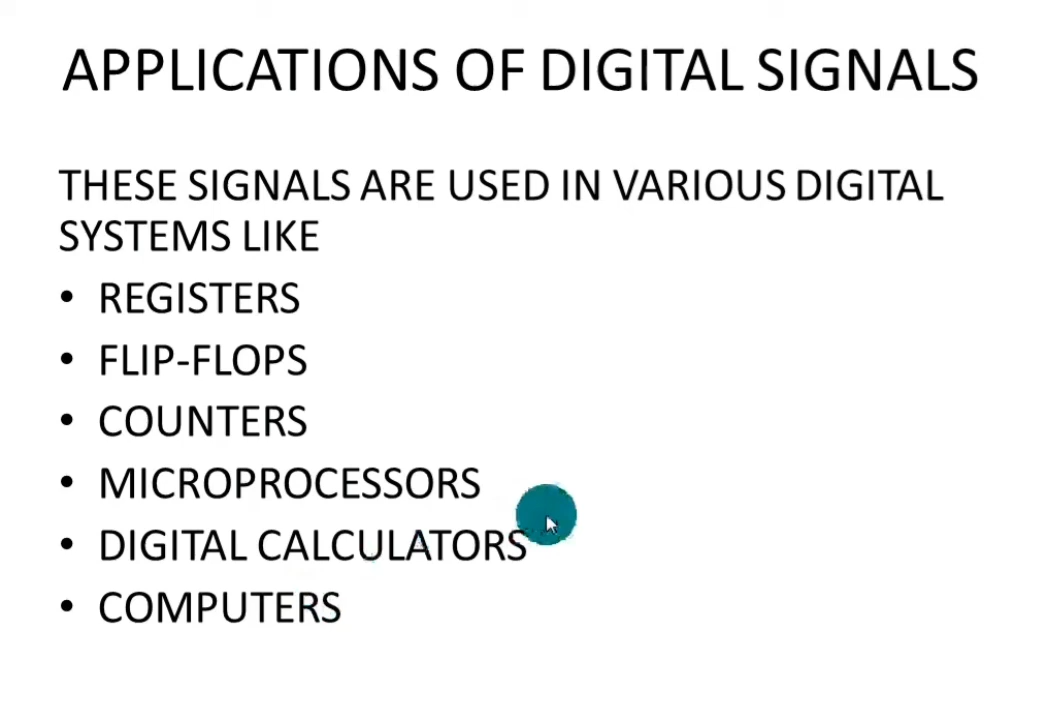 APPLICATIONS OF DIGITAL SIGNALS
THESE SIGNALS ARE USED IN VARIOUS DIGITAL
SYSTEMS LIKE
• REGISTERS
• FLIP-FLOPS
• COUNTERS
• MICROPROCESSORS
• DIGITAL CALCULATORS
• COMPUTERS